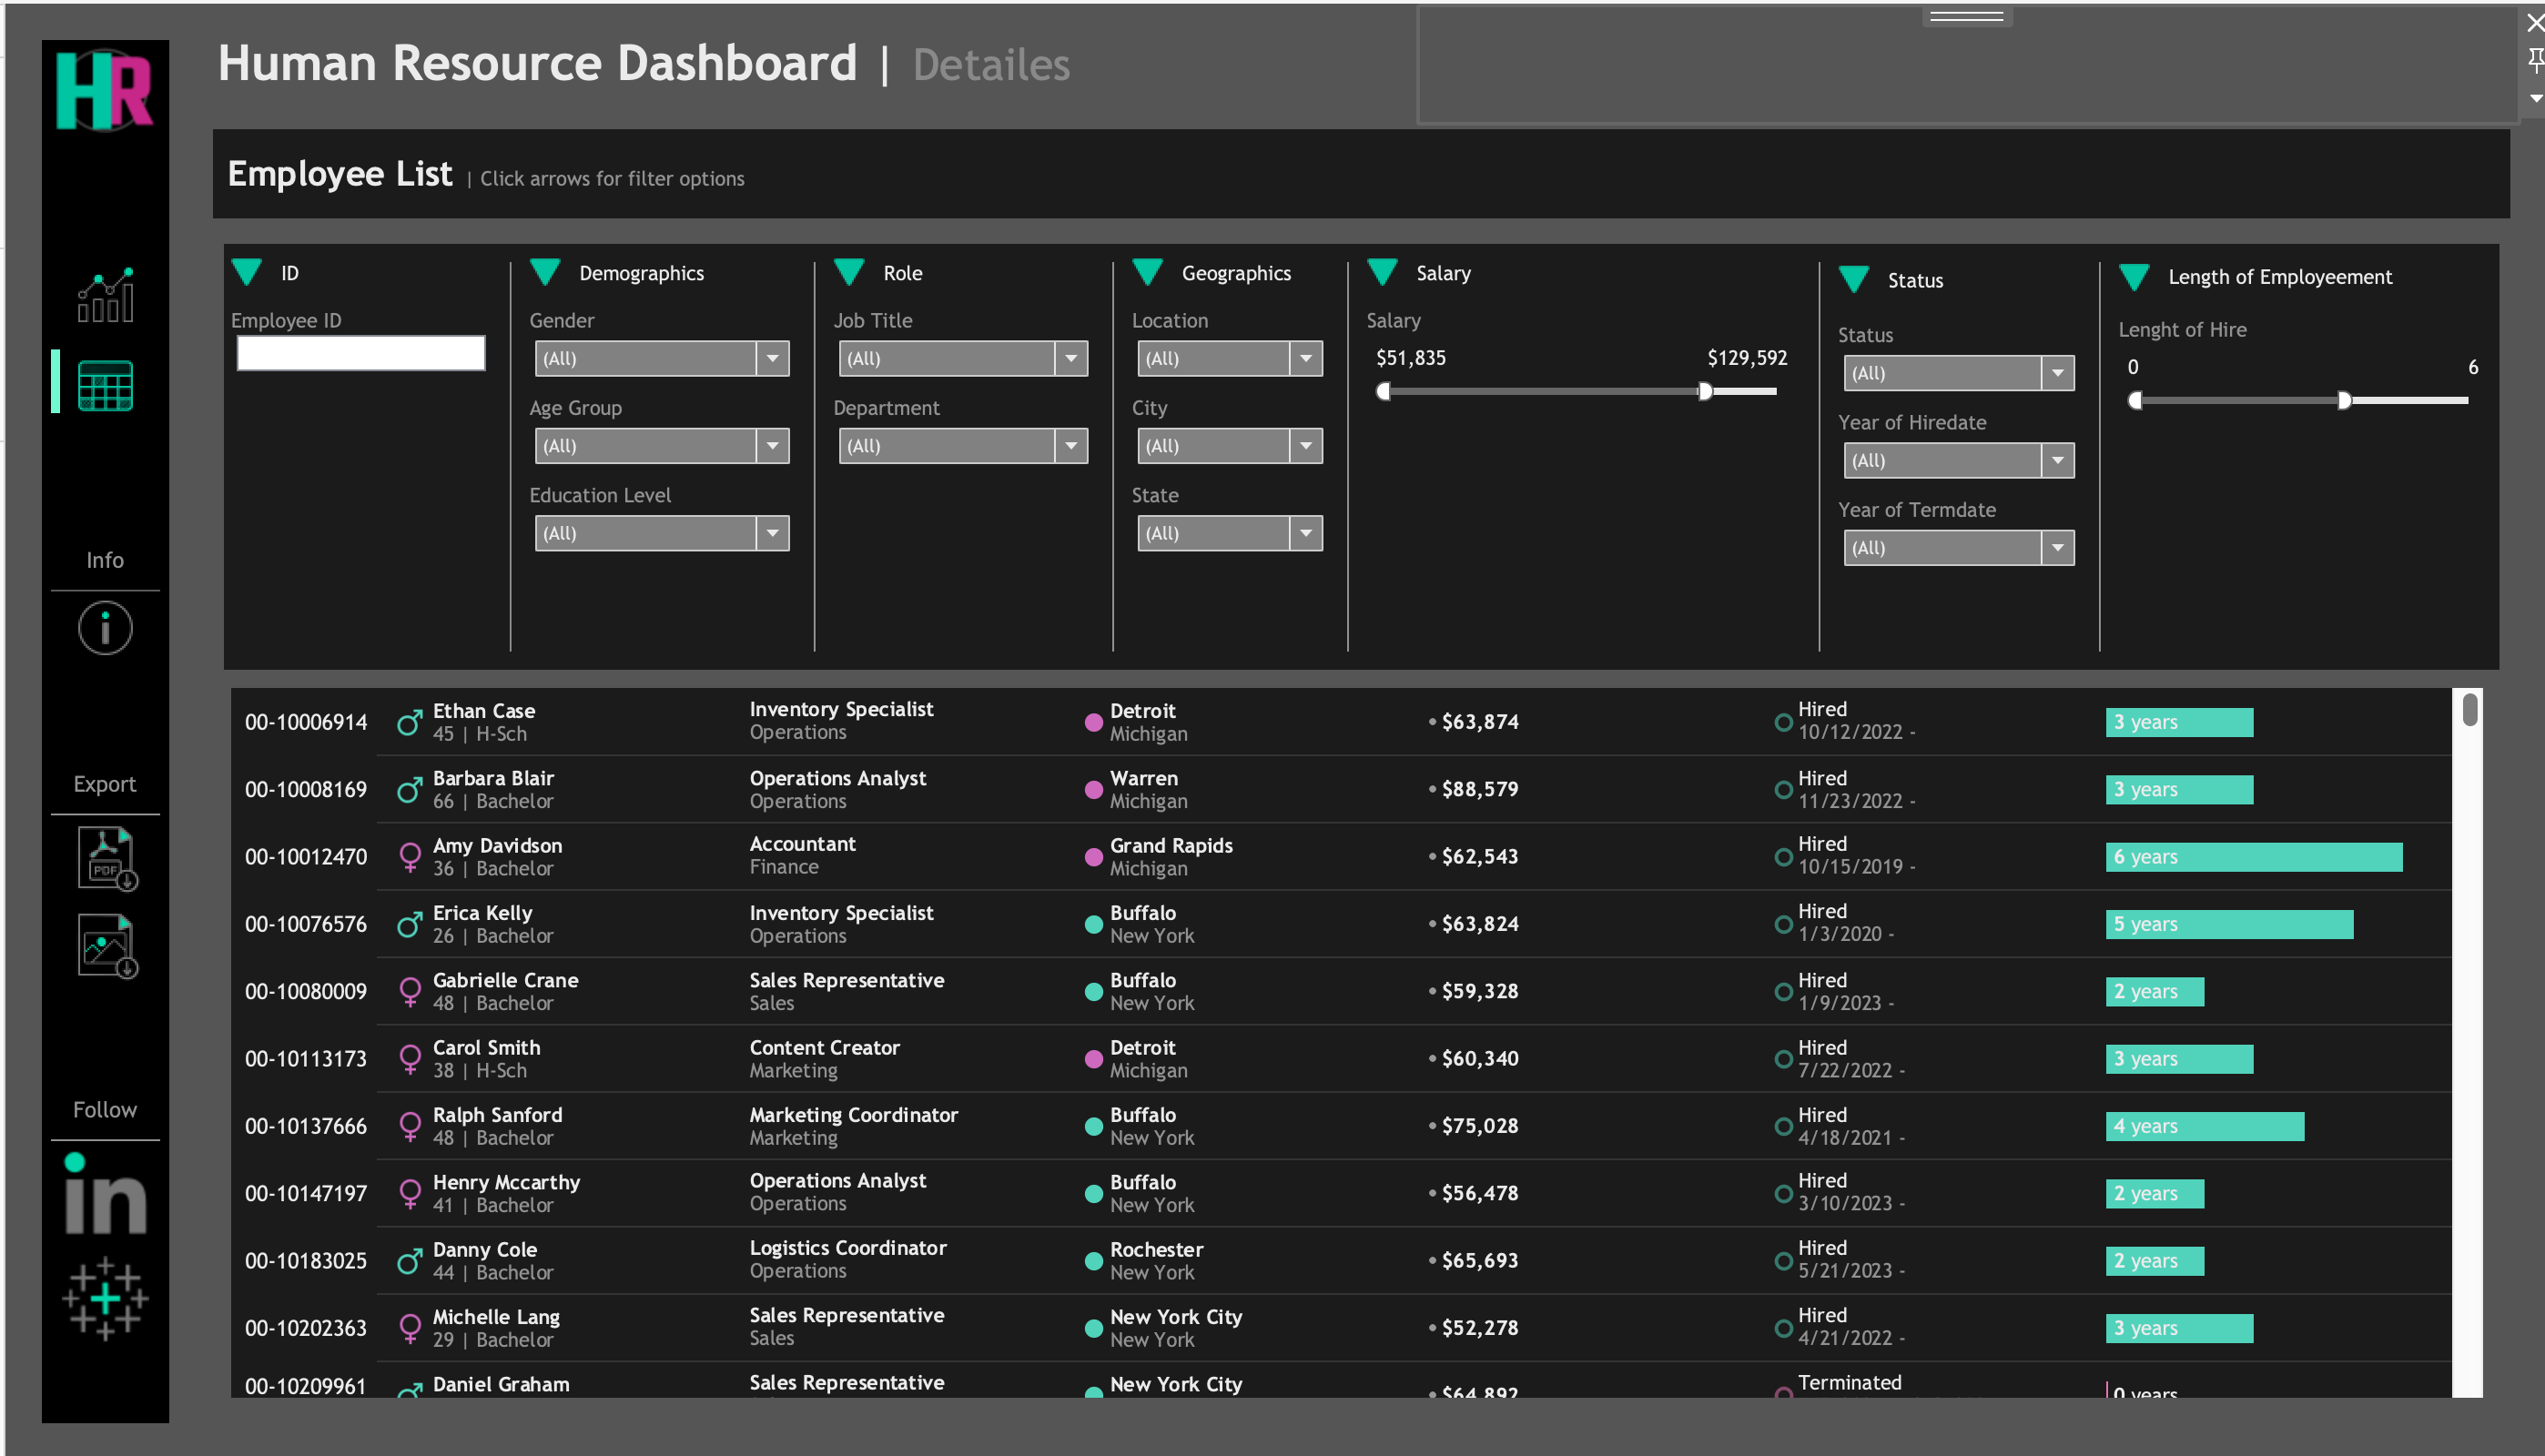 HR
Human Resource Dashboard | Detailes
Employee List | Click arrows for filter options
ID
Employee ID
Demographics
Gender
(All)
Age Group
(All)
Education Level
(All)
Role
Job Title
(All)
Department
(All)
Geographics
Location
(All)
City
(All)
State
(All)
Salary
Salary
$51,835 $129,592
Status
Status
(All)
Year of Hiredate
(All)
Year of Termdate
(All)
Length of Employeement
Lenght of Hire
0 6
Info
Export
PDF
Follow
in
00-10006914 Ethan Case Inventory Specialist Detroit $63,874 Hired 3 years
45 | H-Sch Operations Michigan 10/12/2022 -
00-10008169 Barbara Blair Operations Analyst Warren $88,579 Hired 3 years
66 | Bachelor Operations Michigan 11/23/2022 -
00-10012470 Amy Davidson Accountant Grand Rapids $62,543 Hired 6 years
36 | Bachelor Finance Michigan 10/15/2019 -
00-10076576 Erica Kelly Inventory Specialist Buffalo $63,824 Hired 5 years
26 | Bachelor Operations New York 1/3/2020 -
00-10080009 Gabrielle Crane Sales Representative Buffalo $59,328 Hired 2 years
48 | Bachelor Sales New York 1/9/2023 -
00-10113173 Carol Smith Content Creator Detroit $60,340 Hired 3 years
38 | H-Sch Marketing Michigan 7/22/2022 -
00-10137666 Ralph Sanford Marketing Coordinator Buffalo $75,028 Hired 4 years
48 | Bachelor Marketing New York 4/18/2021 -
00-10147197 Henry Mccarthy Operations Analyst Buffalo $56,478 Hired 2 years
41 | Bachelor Operations New York 3/10/2023 -
00-10183025 Danny Cole Logistics Coordinator Rochester $65,693 Hired 2 years
44 | Bachelor Operations New York 5/21/2023 -
00-10202363 Michelle Lang Sales Representative New York City $52,278 Hired 3 years
29 | Bachelor Sales New York 4/21/2022 -
00-10209961 Daniel Graham Sales Representative New York City $64,892 Terminated 0 years